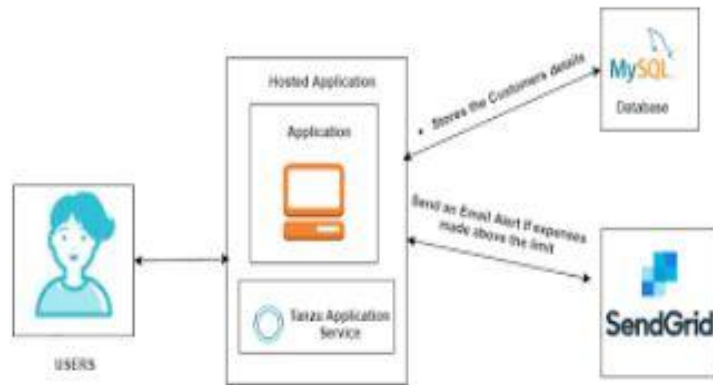 Hosted Application
Application
Tanzu Application
Service
USERS
• Stores the Customers details
MySQL
Database
Send an Email Alert if expenses
made above the limit
SendGrid